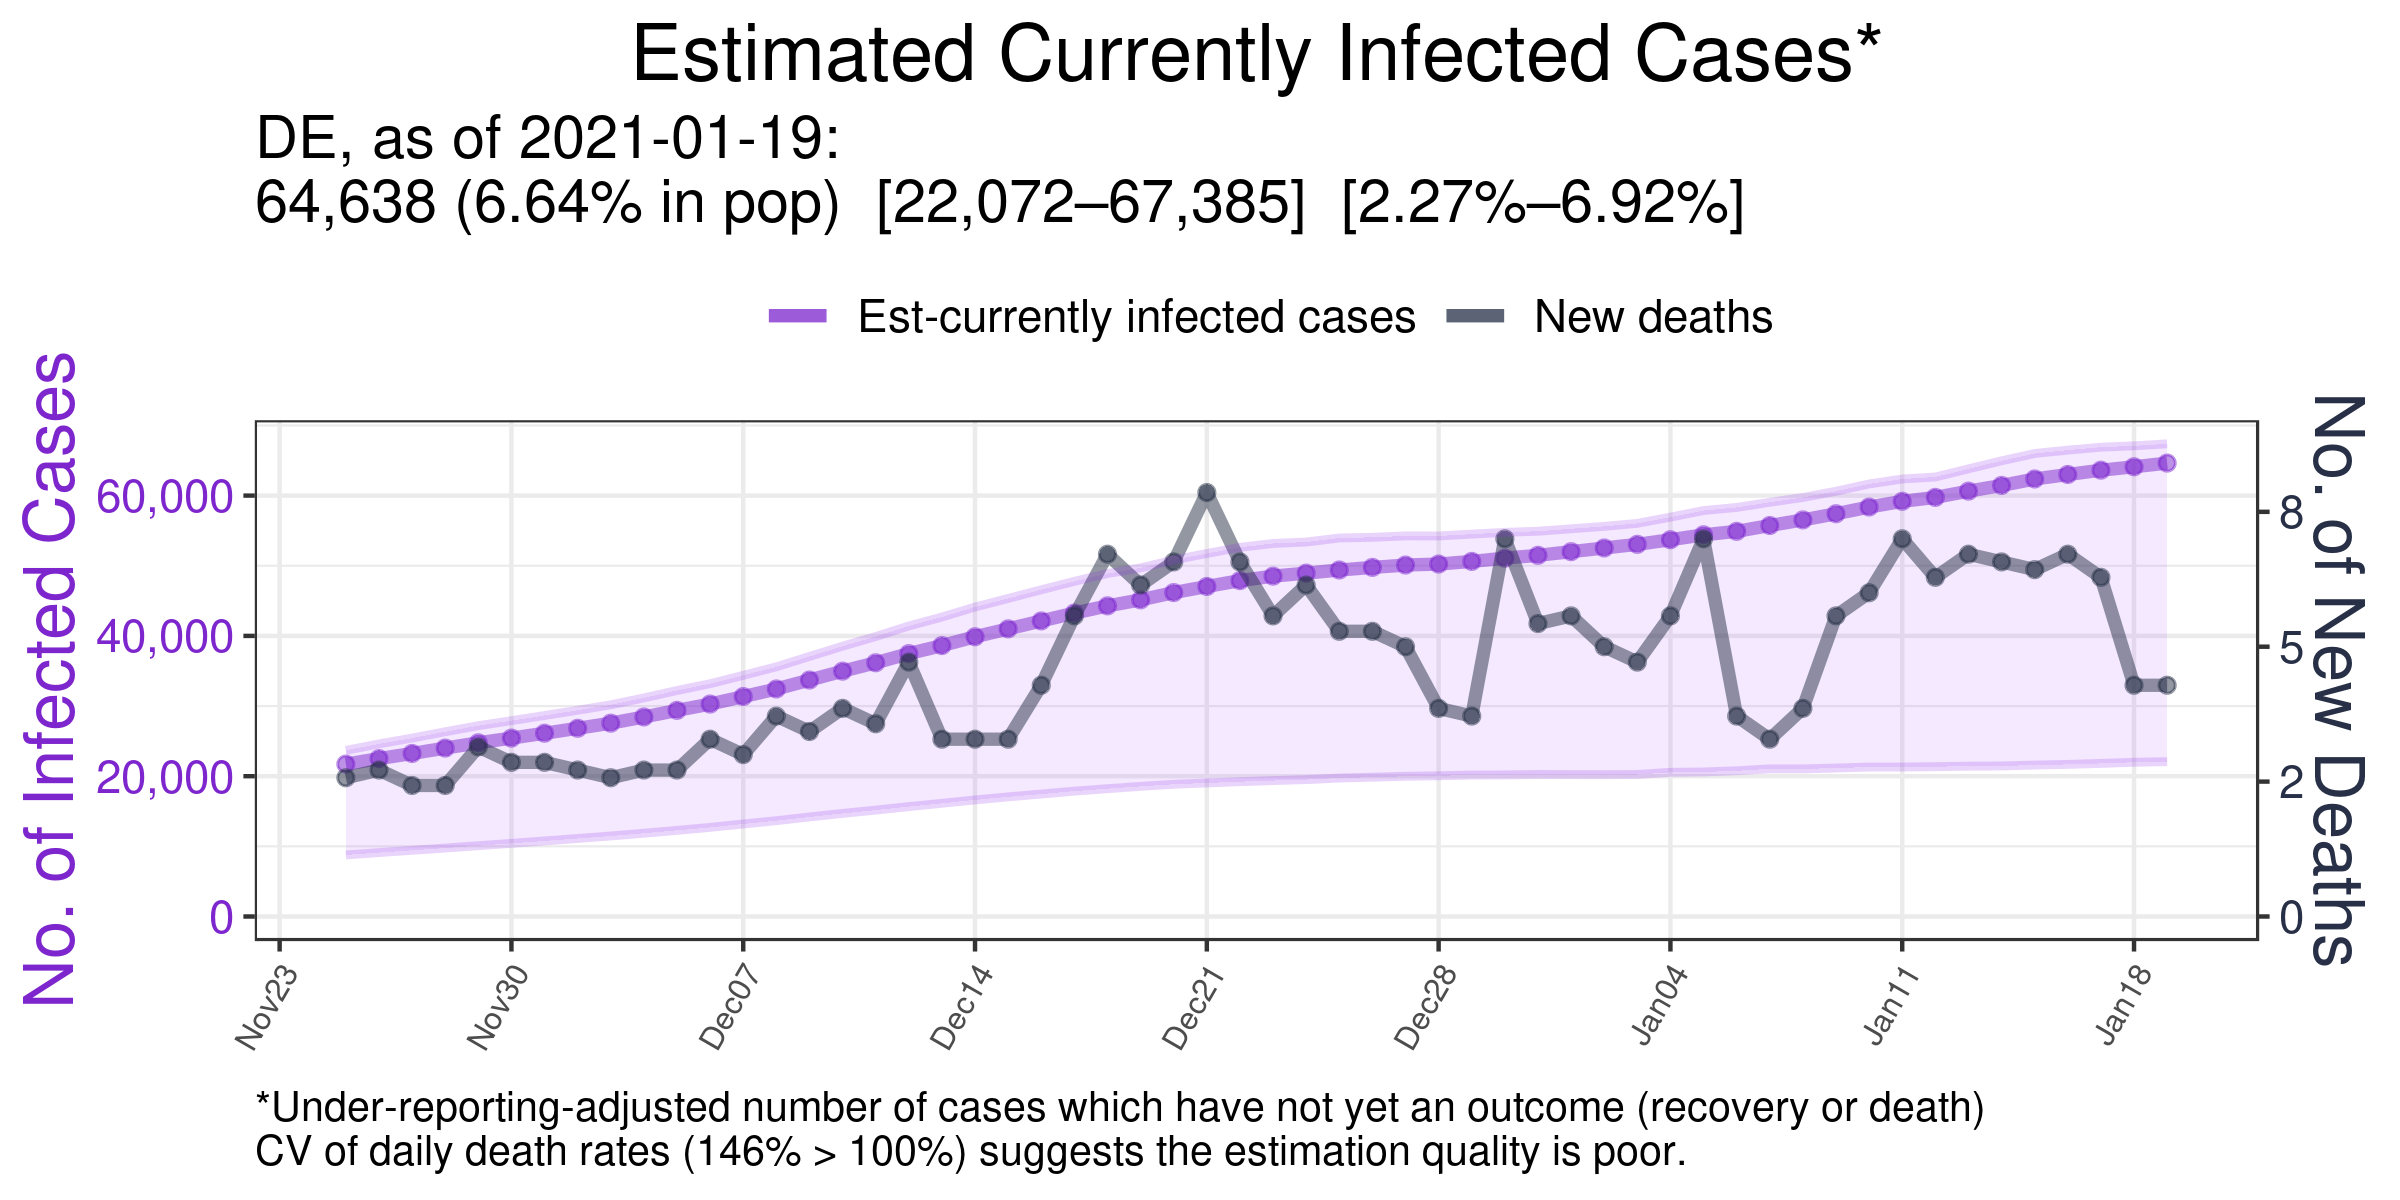 Estimated Currently Infected Cases*
DE, as of 2021-01-19:
64,638 (6.64% in pop) [22,072–67,385] [2.27%–6.92%]
Est-currently infected cases
New deaths
No. of Infected Cases
60,000
40,000
20,000
0
No. of New Deaths
8
5
2
0
Nov23
Nov30
Dec07
Dec14
Dec21
Dec28
Jan04
Jan11
Jan18
*Under-reporting-adjusted number of cases which have not yet an outcome (recovery or death)
CV of daily death rates (146% > 100%) suggests the estimation quality is poor.